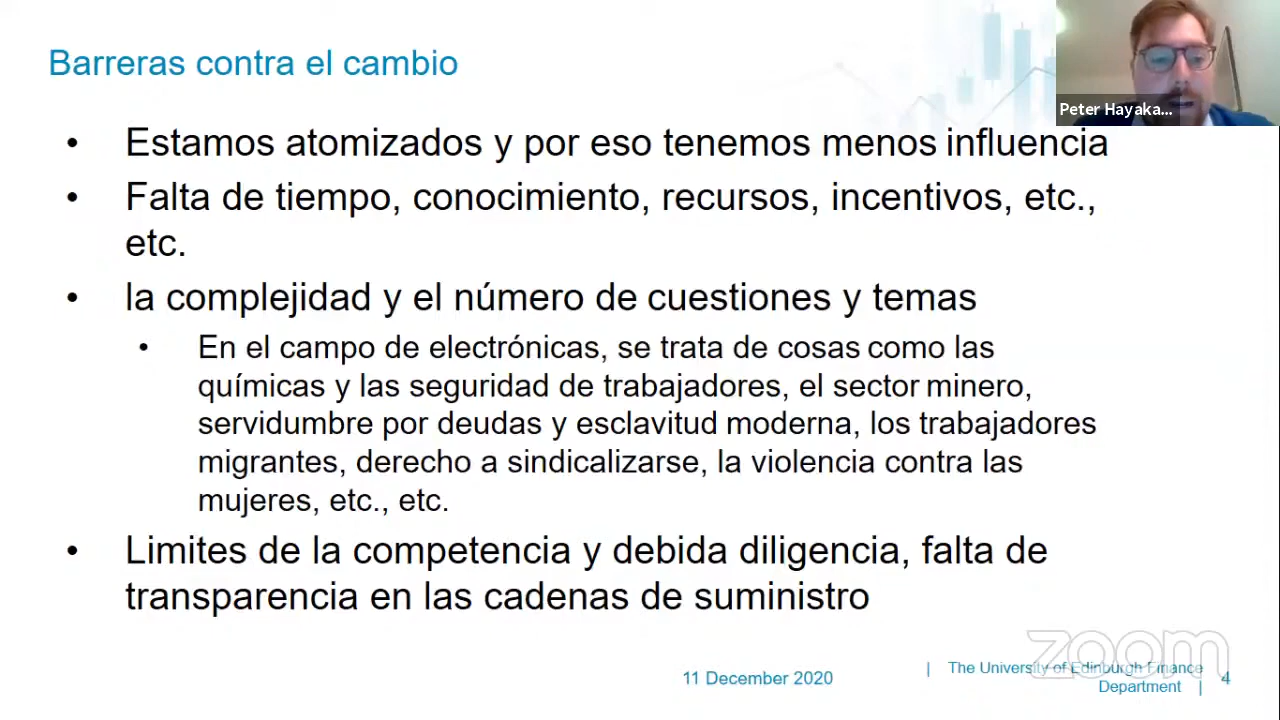 Barreras contra el cambio
Peter Hayaka...
• Estamos atomizados y por eso tenemos menos influencia
• Falta de tiempo, conocimiento, recursos, incentivos, etc.,
etc.
• la complejidad y el número de cuestiones y temas
• En el campo de electrónicas, se trata de cosas como las
químicas y las seguridad de trabajadores, el sector minero,
servidumbre por deudas y esclavitud moderna, los trabajadores
migrantes, derecho a sindicalizarse, la violencia contra las
mujeres, etc., etc.
• Limites de la competencia y debida diligencia, falta de
transparencia en las cadenas de suministro
zoom
11 December 2020
| The University of Edinburgh Finance
Department |
4